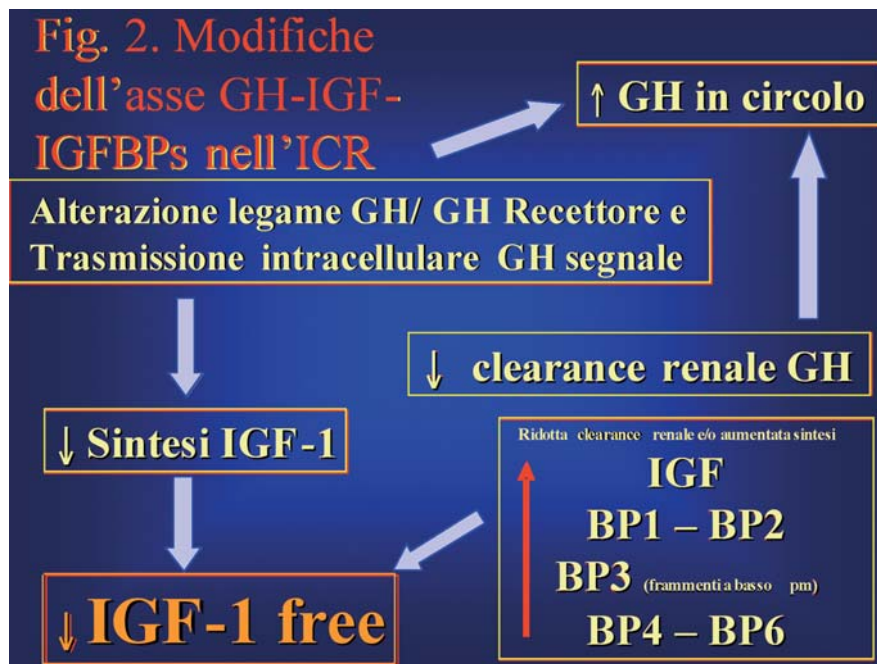 Fig. 2. Modifiche
dell'asse GH-IGF-
IGFBPs nell'ICR
↑ GH in circolo
Alterazione legame GH/ GH Recettore e
Trasmissione intracellulare GH segnale
↓ clearance renale GH
↓ Sintesi IGF-1
Ridotta clearance renale e/o aumentata sintesi
IGF
BP1 – BP2
BP3 (frammenti a basso pm)
BP4 – BP6
↓ IGF-1 free